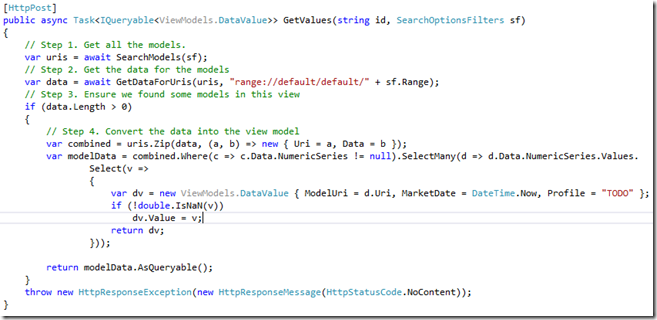 [HttpPost]
public async Task<IQueryable<ViewModels.DataValue>> GetValues(string id, SearchOptionsFilters sf)
{
// Step 1. Get all the models.
var uris = await SearchModels(sf);
// Step 2. Get the data for the models
var data = await GetDataForUris(uris, "range://default/default/" + sf.Range);
// Step 3. Ensure we found some models in this view
if (data.Length > 0)
{
// Step 4. Convert the data into the view model
var combined = uris.Zip(data, (a, b) => new { Uri = a, Data = b });
var modelData = combined.Where(c => c.Data.NumericSeries != null).SelectMany(d => d.Data.NumericSeries.Values.
Select(v =>
{
var dv = new ViewModels.DataValue { ModelUri = d.Uri, MarketDate = DateTime.Now, Profile = "TODO" };
if (!double.IsNaN(v))
dv.Value = v;
return dv;
}));
return modelData.AsQueryable();
}
throw new HttpResponseException(new HttpResponseMessage(HttpStatusCode.NoContent));
}